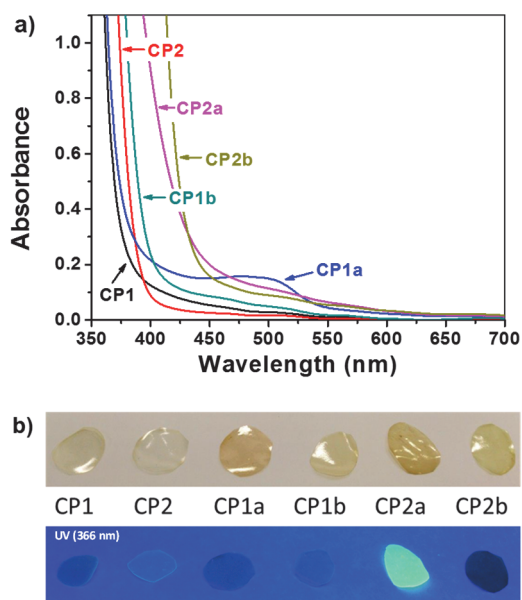 a)
1.0
0.8
0.6
0.4
0.2
0.0
Absorbance
CP2
CP2a
CP2b
CP1b
CP1a
CP1
350 400 450 500 550 600 650 700
Wavelength (nm)
b)
CP1 CP2 CP1a CP1b CP2a CP2b
UV (366 nm)